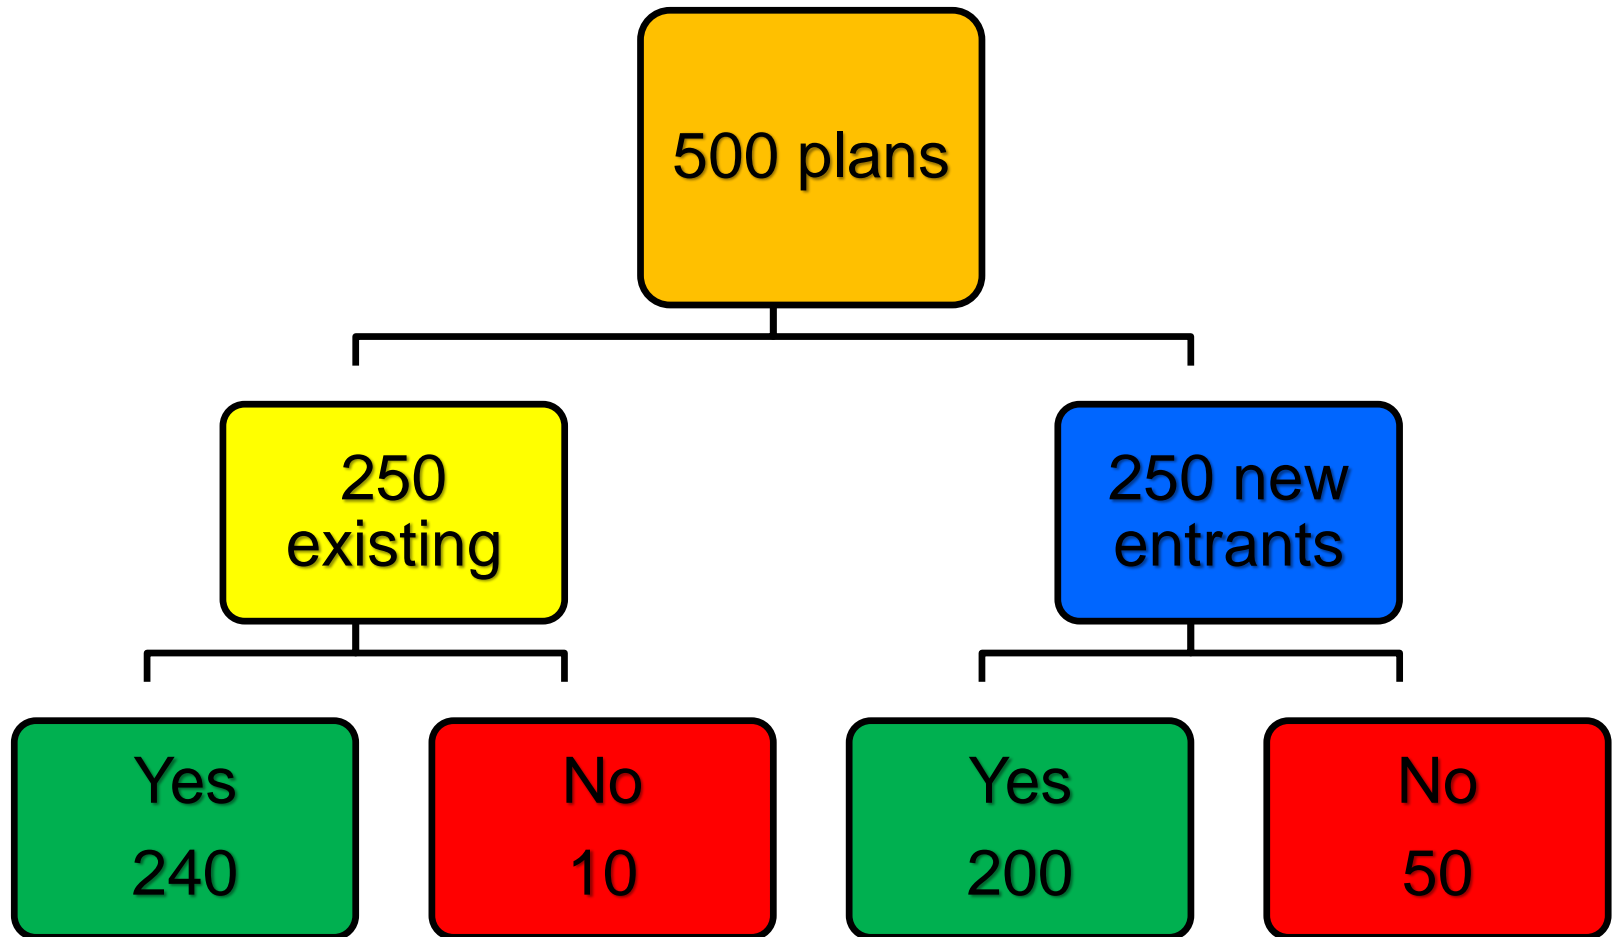 500 plans
250
existing
250 new
entrants
Yes
240
No
10
Yes
200
No
50